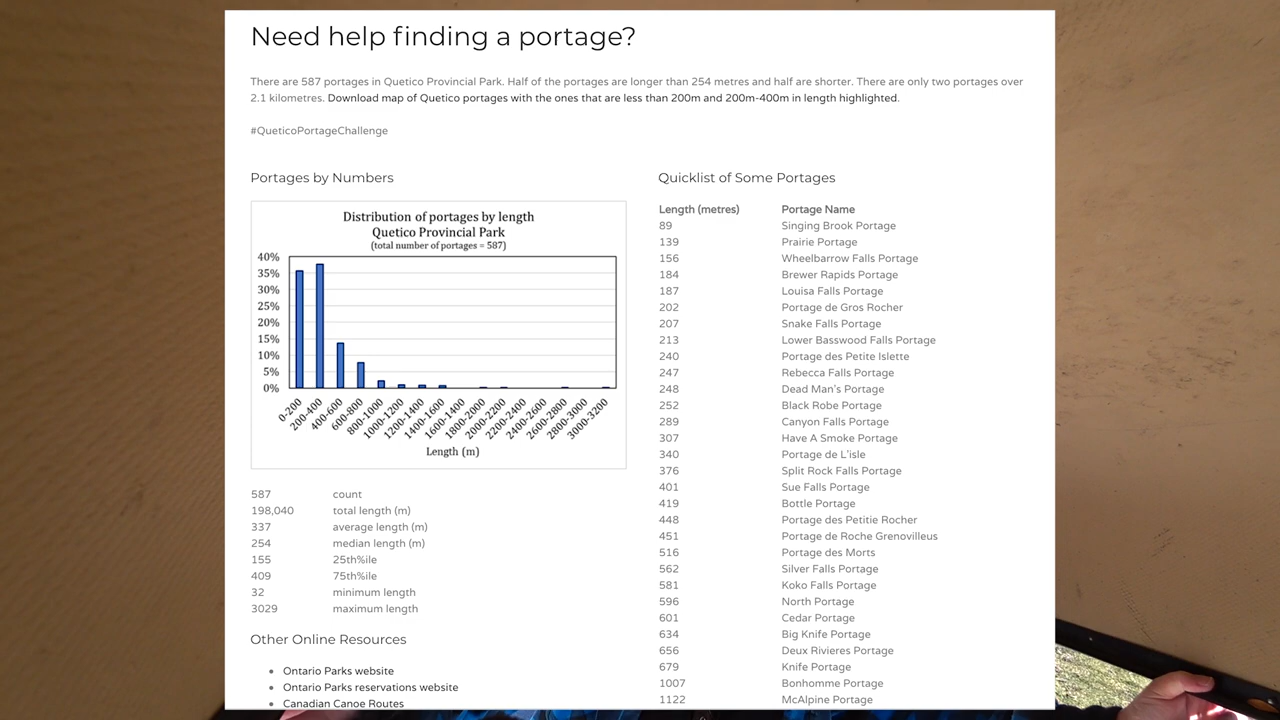 Need help finding a portage?
There are 587 portages in Quetico Provincial Park. Half of the portages are longer than 254 metres and half are shorter. There are only two portages over
2.1 kilometres. Download map of Quetico portages with the ones that are less than 200m and 200m-400m in length highlighted.
#QueticoPortageChallenge
Portages by Numbers
Distribution of portages by length
Quetico Provincial Park
(total number of portages = 587)
40%
35%
30%
25%
20%
15%
10%
5%
0%
0-200
200-400
400-600
600-800
800-1000
1000-1200
1200-1400
1400-1600
1600-1400
1800-2000
2000-2200
2200-2400
2400-2600
2600-2800
2800-3000
3000-3200
Length (m)
587 count
198,040 total length (m)
337 average length (m)
254 median length (m)
155 25th%ile
409 75th%ile
32 minimum length
3029 maximum length
Other Online Resources
Ontario Parks website
Ontario Parks reservations website
Canadian Canoe Routes
Quicklist of Some Portages
Length (metres) Portage Name
89 Singing Brook Portage
139 Prairie Portage
156 Wheelbarrow Falls Portage
184 Brewer Rapids Portage
187 Louisa Falls Portage
202 Portage de Gros Rocher
207 Snake Falls Portage
213 Lower Basswood Falls Portage
240 Portage des Petite Islette
247 Rebecca Falls Portage
248 Dead Man's Portage
252 Black Robe Portage
289 Canyon Falls Portage
307 Have A Smoke Portage
340 Portage de L'isle
376 Split Rock Falls Portage
401 Sue Falls Portage
419 Bottle Portage
448 Portage des Petitie Rocher
451 Portage de Roche Grenovilleus
516 Portage des Morts
562 Silver Falls Portage
581 Koko Falls Portage
596 North Portage
601 Cedar Portage
634 Big Knife Portage
656 Deux Rivieres Portage
679 Knife Portage
1007 Bonhomme Portage
1122 McAlpine Portage